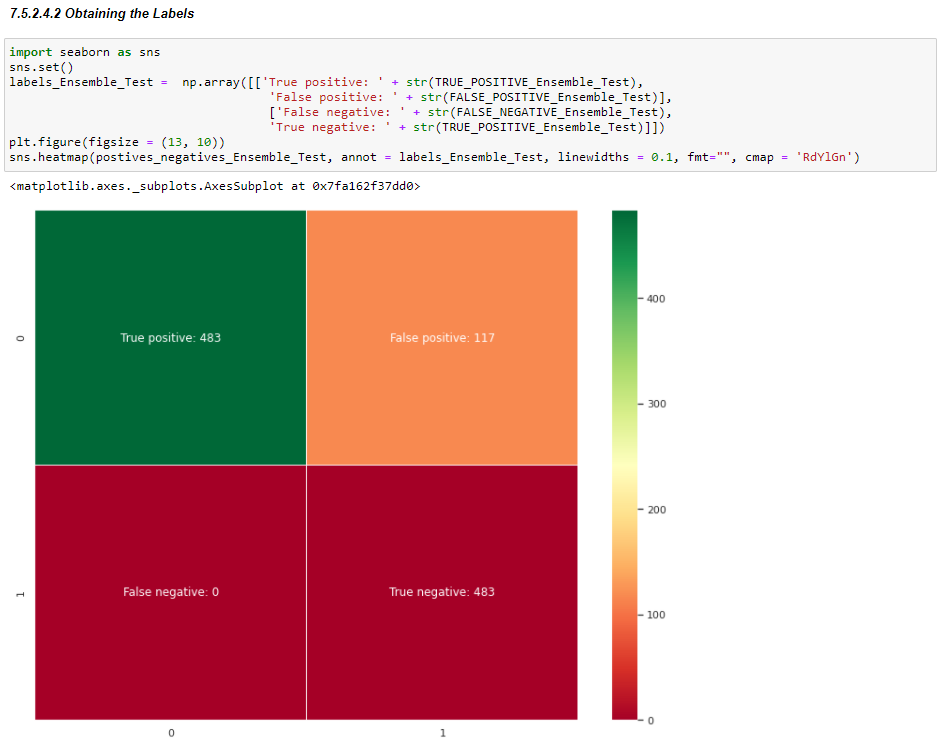 7.5.2.4.2 Obtaining the Labels
import seaborn as sns
sns.set()
labels_Ensemble_Test =  np.array([['True positive: ' + str(TRUE_POSITIVE_Ensemble_Test),
'False positive: ' + str(FALSE_POSITIVE_Ensemble_Test)],
['False negative: ' + str(FALSE_NEGATIVE_Ensemble_Test),
'True negative: ' + str(TRUE_POSITIVE_Ensemble_Test)]])
plt.figure(figsize = (13, 10))
sns.heatmap(postives_negatives_Ensemble_Test, annot = labels_Ensemble_Test, linewidths = 0.1, fmt="", cmap = 'RdYlGn')
<matplotlib.axes._subplots.AxesSubplot at 0x7fa162f37dd0>
True positive: 483
False positive: 117
False negative: 0
True negative: 483
0
1
0
1
400
300
200
100
0